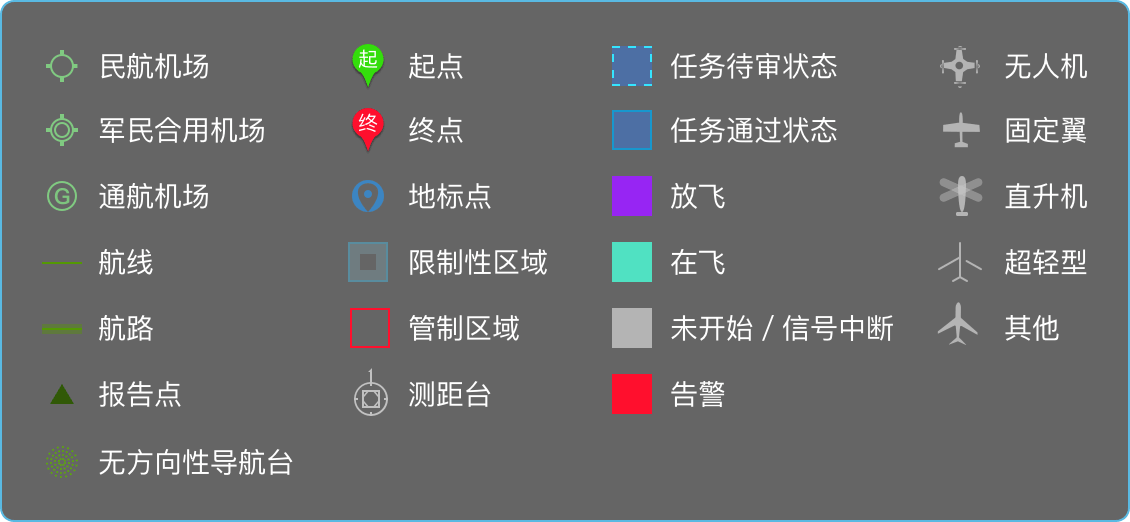 民航机场
起
起点
任务待审状态
无人机
军民合用机场
终
终点
任务通过状态
固定翼
G
通航机场
地标点
放飞
直升机
航线
限制性区域
在飞
超轻型
航路
管制区域
未开始 / 信号中断
其他
报告点
测距台
告警
无方向性导航台